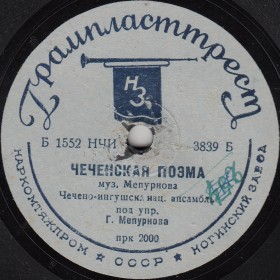 Грампласттрест
НЗ
Б 1552 НЧИ 3839 Б
ЧЕЧЕНСКАЯ ПОЭМА
муз. Мепурнова
Чечено-ингушск. нац. ансамбль
под упр.
Г. Мепурнова
прк 2000
НАРКОМТЯЖПРОМ ★ СССР ★ НОГИНСКИЙ ЗАВОД